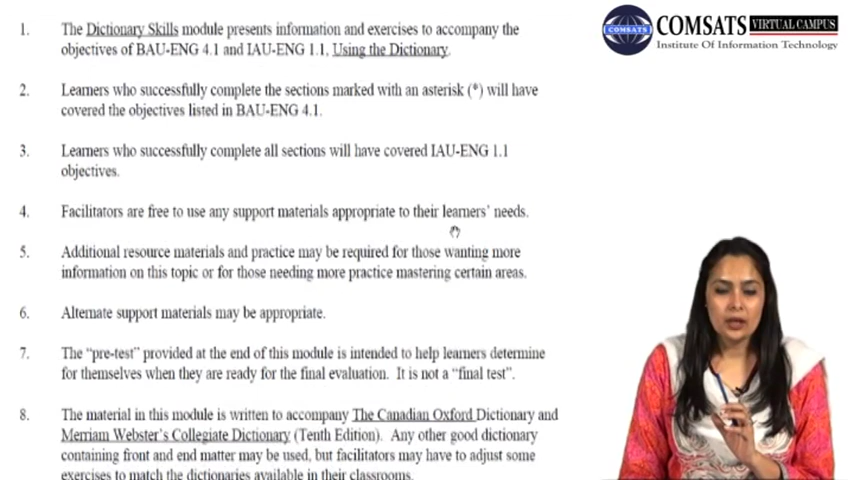 COMSATS COMSATS VIRTUAL CAMPUS
Institute Of Information Technology
1. The Dictionary Skills module presents information and exercises to accompany the
objectives of BAU-ENG 4.1 and IAU-ENG 1.1, Using the Dictionary.
2. Learners who successfully complete the sections marked with an asterisk (*) will have
covered the objectives listed in BAU-ENG 4.1.
3. Learners who successfully complete all sections will have covered IAU-ENG 1.1
objectives.
4. Facilitators are free to use any support materials appropriate to their learners’ needs.
5. Additional resource materials and practice may be required for those wanting more
information on this topic or for those needing more practice mastering certain areas.
6. Alternate support materials may be appropriate.
7. The “pre-test” provided at the end of this module is intended to help learners determine
for themselves when they are ready for the final evaluation. It is not a “final test”.
8. The material in this module is written to accompany The Canadian Oxford Dictionary and
Merriam Webster’s Collegiate Dictionary (Tenth Edition). Any other good dictionary
containing front and end matter may be used, but facilitators may have to adjust some
exercises to match the dictionaries available in their classrooms.